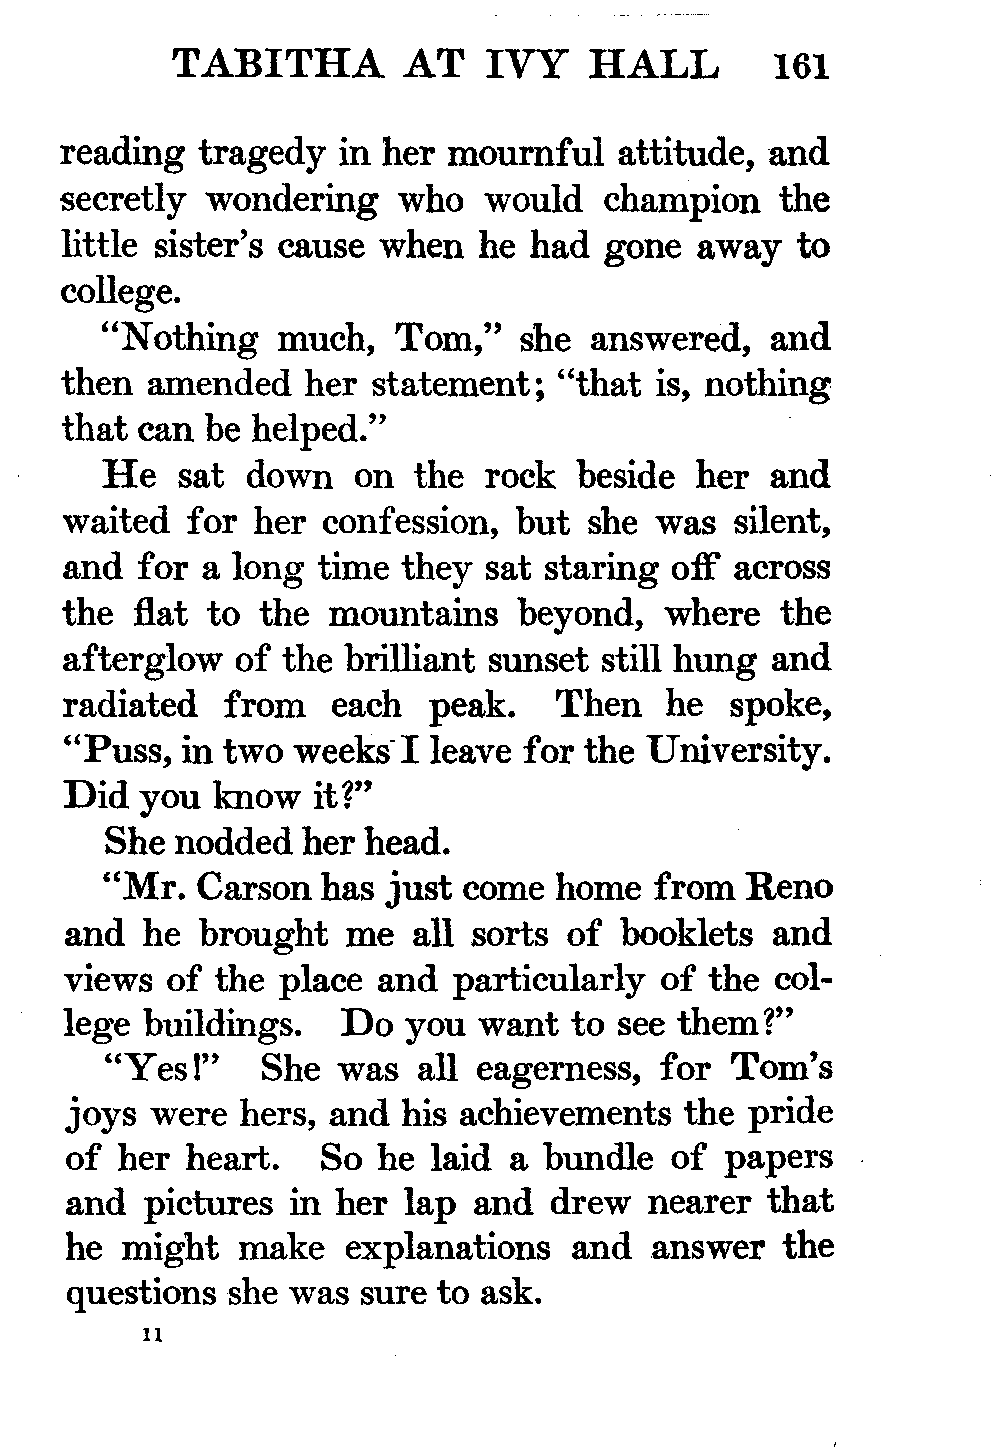 TABITHA AT IVY HALL 161
reading tragedy in her mournful attitude, and
secretly wondering who would champion the
little sister's cause when he had gone away to
college.
“Nothing much, Tom,” she answered, and
then amended her statement; “that is, nothing
that can be helped.”
He sat down on the rock beside her and
waited for her confession, but she was silent,
and for a long time they sat staring off across
the flat to the mountains beyond, where the
afterglow of the brilliant sunset still hung and
radiated from each peak. Then he spoke,
“Puss, in two weeks I leave for the University.
Did you know it?”
She nodded her head.
“Mr. Carson has just come home from Reno
and he brought me all sorts of booklets and
views of the place and particularly of the col-
lege buildings. Do you want to see them?”
“Yes!” She was all eagerness, for Tom's
joys were hers, and his achievements the pride
of her heart. So he laid a bundle of papers
and pictures in her lap and drew nearer that
he might make explanations and answer the
questions she was sure to ask.
11